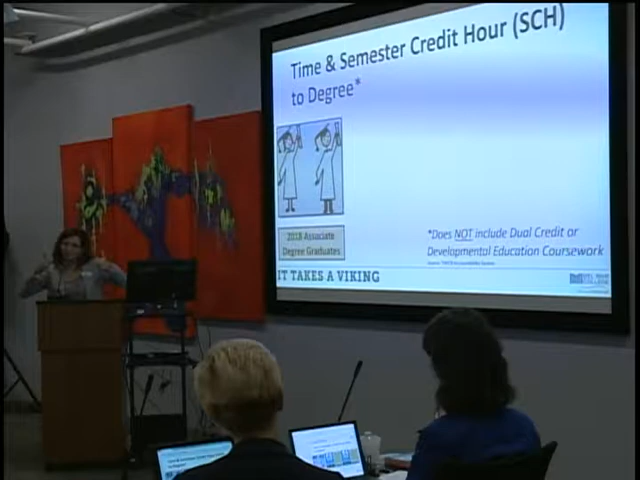 Time & Semester Credit Hour (SCH)
to Degree*
2018 Associate
Degree Graduates
*Does NOT include Dual Credit or
Developmental Education Coursework
IT TAKES A VIKING